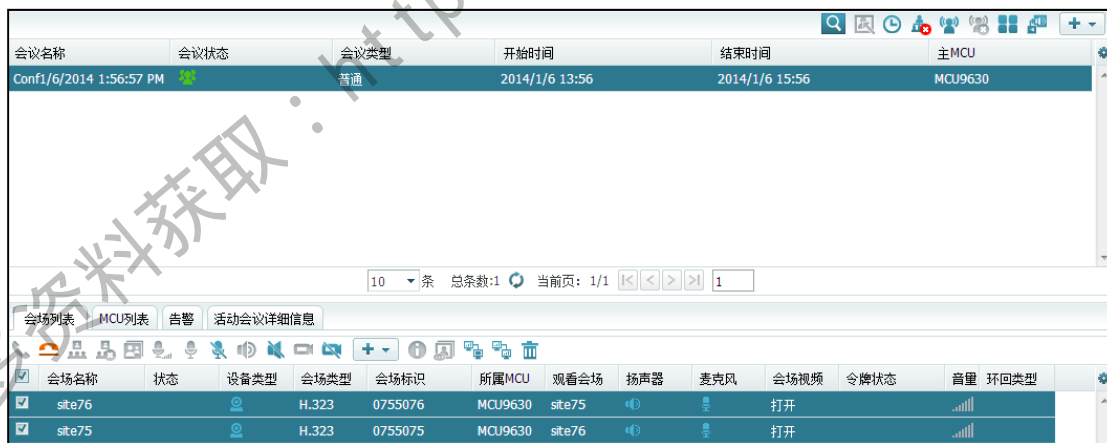 会议名称 会议状态 会议类型 开始时间 结束时间 主MCU
Conf1/6/2014 1:56:57 PM 普通 2014/1/6 13:56 2014/1/6 15:56 MCU9630
10 条 总条数:1 当前页: 1/1 1
会场列表 MCU列表 告警 活动会议详细信息
会场名称 状态 设备类型 会场类型 会场标识 所属MCU 观看会场 扬声器 麦克风 会场视频 令牌状态 音量 环回类型
site76 H.323 0755076 MCU9630 site75 打开
site75 H.323 0755075 MCU9630 site76 打开
资料获取：http